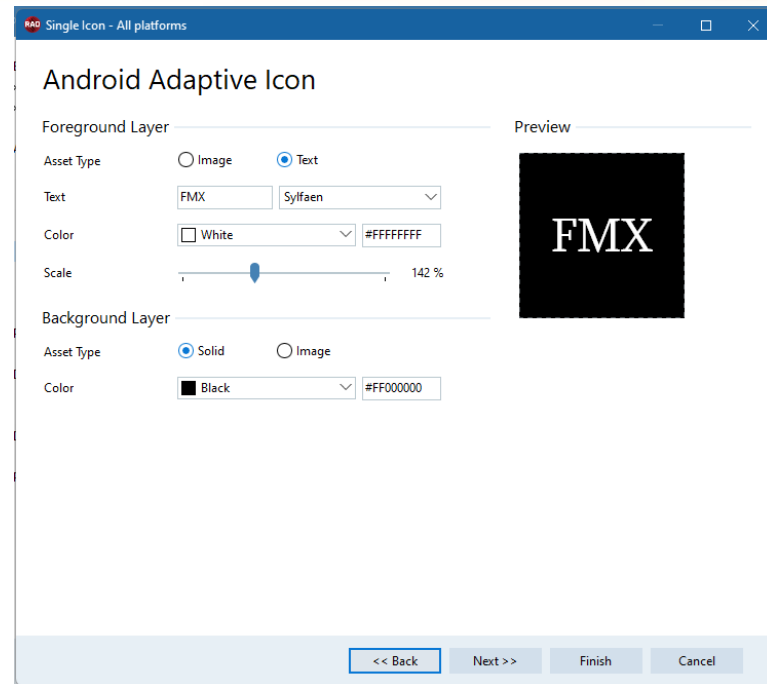 RAD Single Icon - All platforms
Android Adaptive Icon
Foreground Layer
Asset Type Image Text
Text FMX Sylfaen
Color White #FFFFFFFF
Scale 142 %
Background Layer
Asset Type Solid Image
Color Black #FF000000
Preview
FMX
<< Back Next >> Finish Cancel